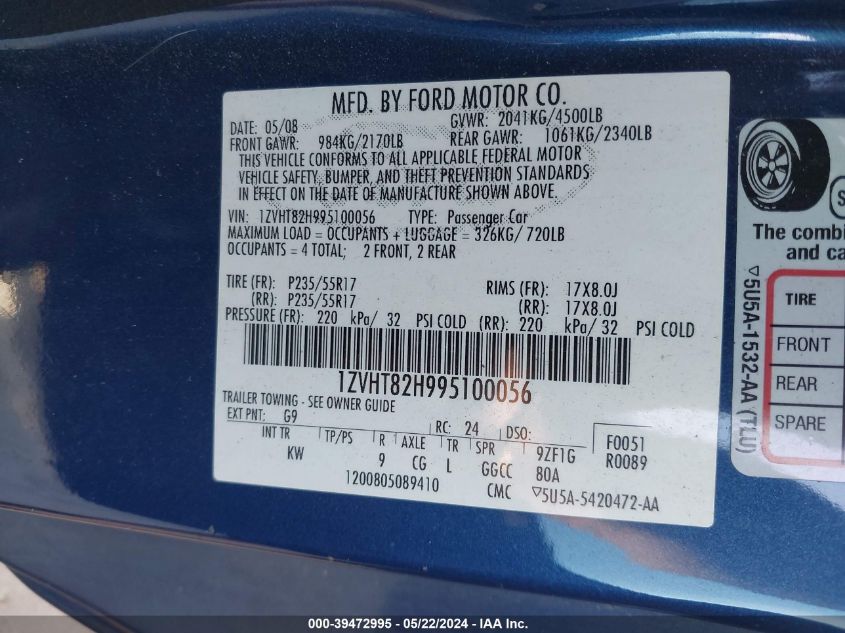 MFD. BY FORD MOTOR CO.
DATE: 05/08 GVWR: 2041KG/4500LB
FRONT GAWR: 984KG/2170LB REAR GAWR: 1061KG/2340LB
THIS VEHICLE CONFORMS TO ALL APPLICABLE FEDERAL MOTOR
VEHICLE SAFETY, BUMPER, AND THEFT PREVENTION STANDARDS
IN EFFECT ON THE DATE OF MANUFACTURE SHOWN ABOVE.
VIN: 1ZVHT82H995100056 TYPE: Passenger Car
MAXIMUM LOAD = OCCUPANTS + LUGGAGE = 326KG/ 720LB
OCCUPANTS = 4 TOTAL; 2 FRONT, 2 REAR
TIRE (FR): P235/55R17 RIMS (FR): 17X8.0J
(RR): P235/55R17 (RR): 17X8.0J
PRESSURE (FR): 220 kPa/ 32 PSI COLD (RR): 220 kPa/ 32 PSI COLD
1ZVHT82H995100056
TRAILER TOWING - SEE OWNER GUIDE
EXT PNT: G9 RC: 24 DSO: F0051
INT TR TP/PS R AXLE TR SPR 9ZF1G R0089
KW 9 CG L GGCC 80A
1200805089410 CMC ▽5U5A-5420472-AA
The combi
and ca
▽5U5A-1532-AA (TLU)
TIRE
FRONT
REAR
SPARE
000-39472995 - 05/22/2024 - IAA Inc.